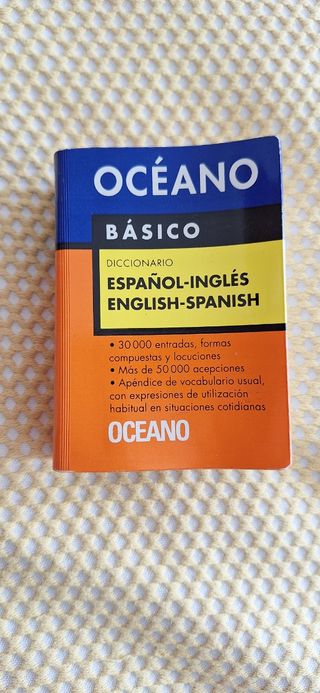 OCÉANO
BÁSICO
DICCIONARIO
ESPAÑOL-INGLÉS
ENGLISH-SPANISH
• 30 000 entradas, formas
compuestas y locuciones
• Más de 50 000 acepciones
• Apéndice de vocabulario usual,
con expresiones de utilización
habitual en situaciones cotidianas
OCEANO